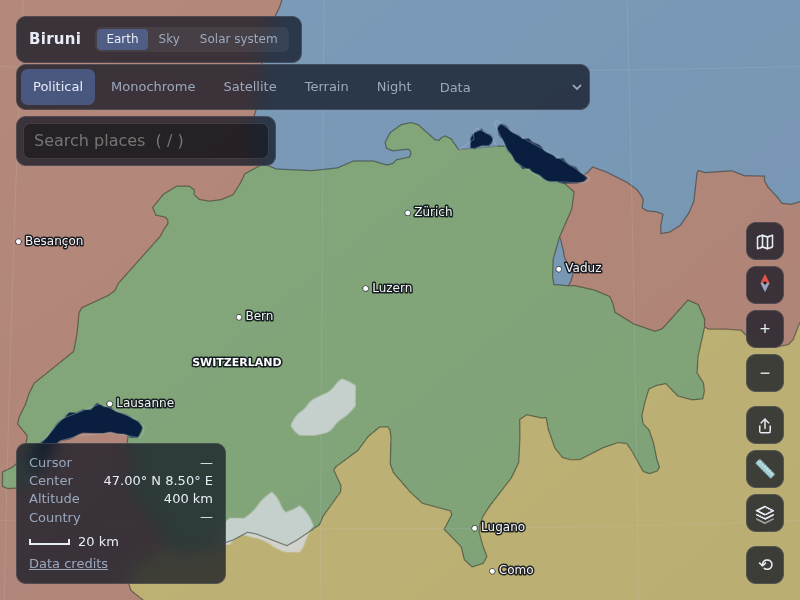 Biruni Earth Sky Solar system
Political Monochrome Satellite Terrain Night Data
Search places ( / )
Zürich
Besançon
Vaduz
Luzern
Bern
SWITZERLAND
Lausanne
Lugano
Como
Cursor —
Center 47.00° N 8.50° E
Altitude 400 km
Country —
20 km
Data credits
+
−